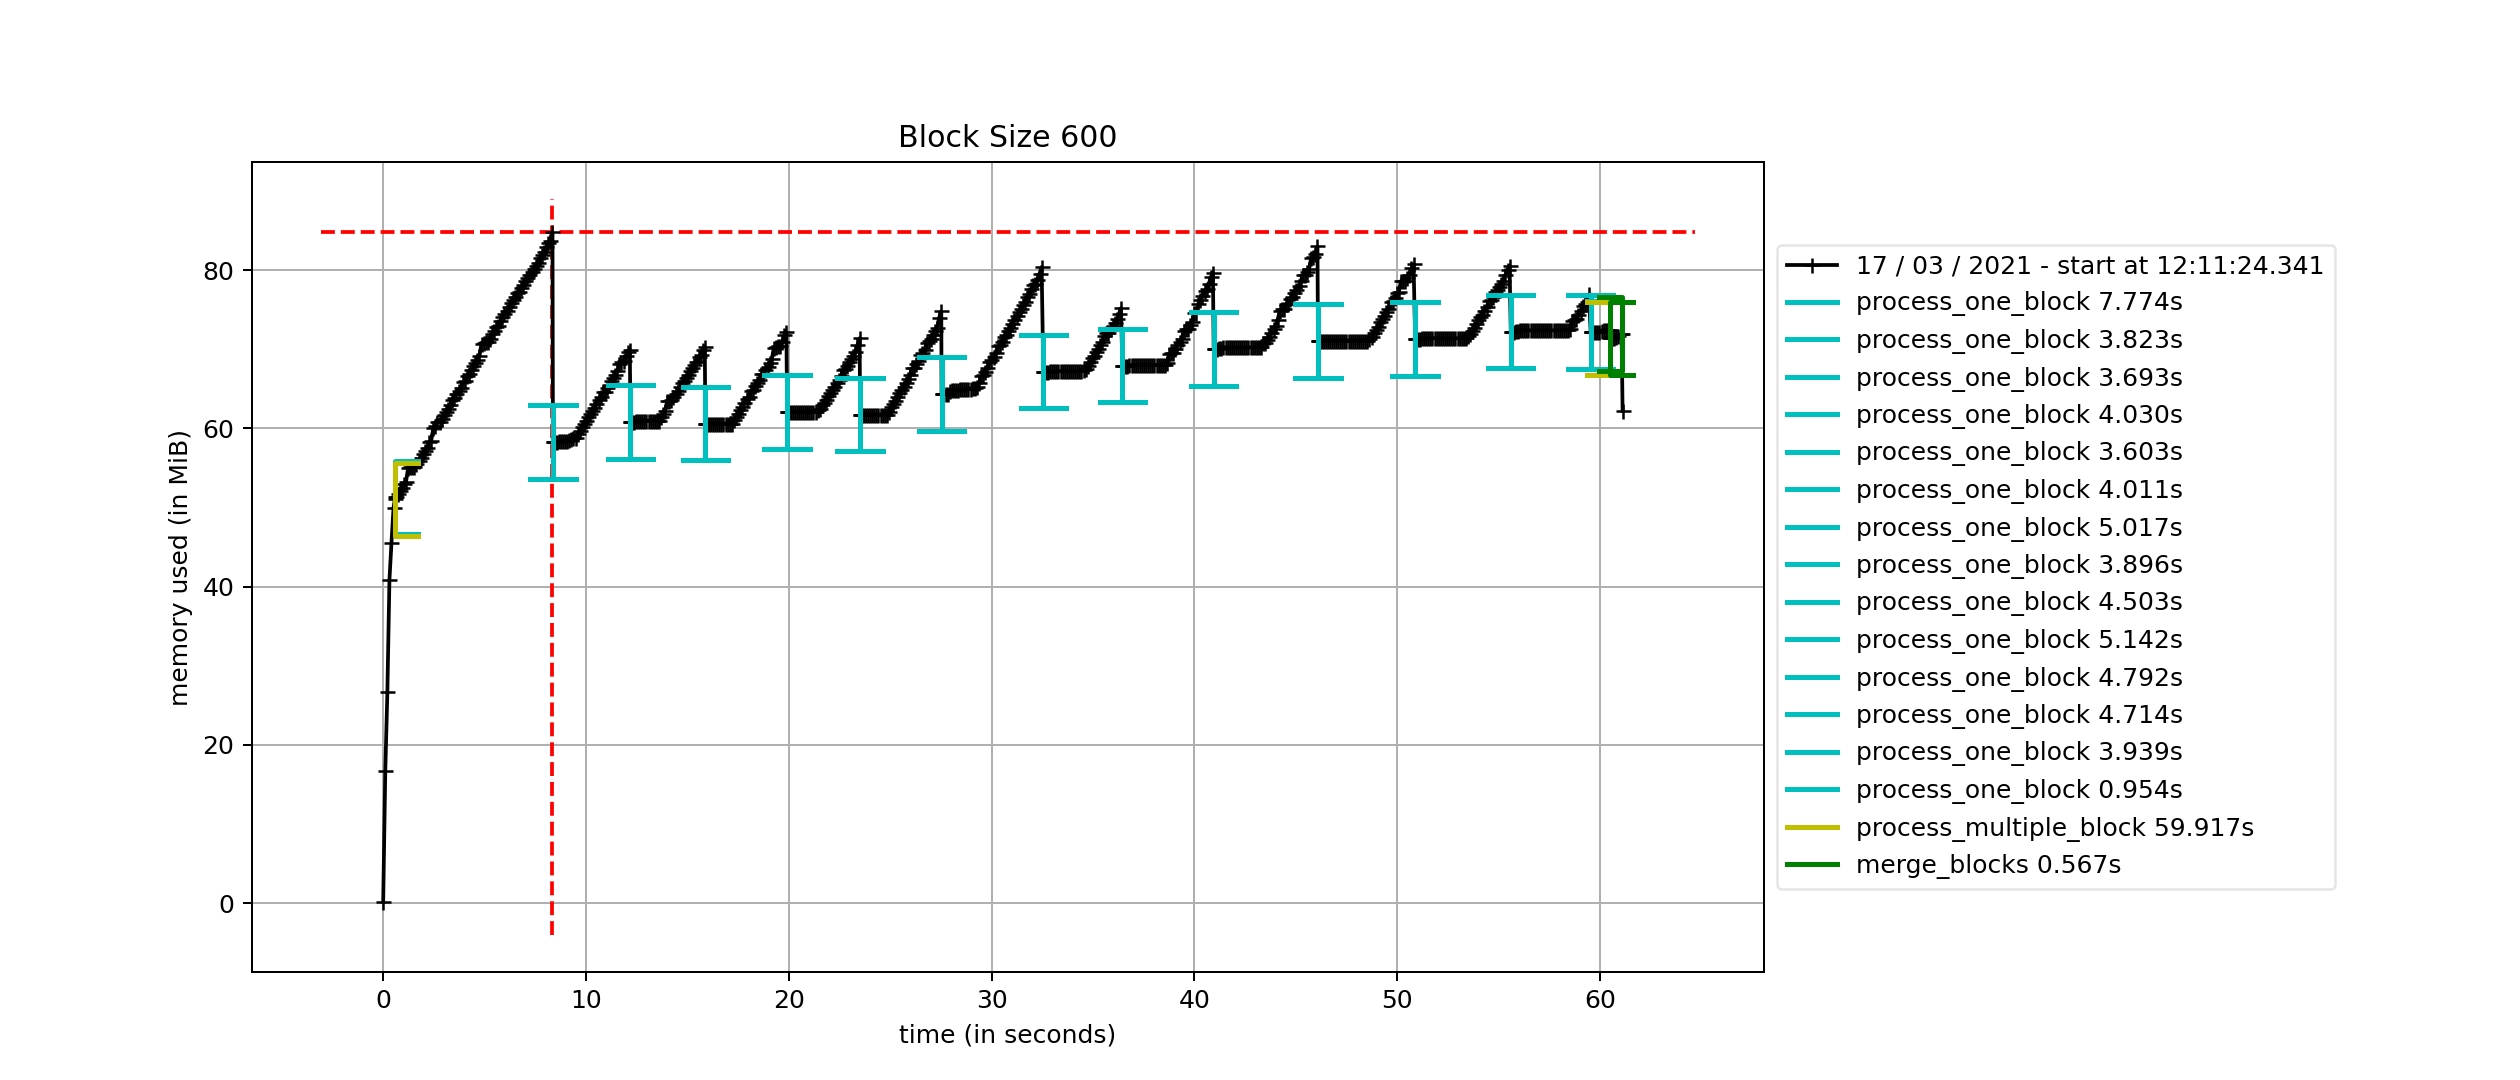 Block Size 600
memory used (in MiB)
80
60
40
20
0
0 10 20 30 40 50 60
time (in seconds)
17 / 03 / 2021 - start at 12:11:24.341
process_one_block 7.774s
process_one_block 3.823s
process_one_block 3.693s
process_one_block 4.030s
process_one_block 3.603s
process_one_block 4.011s
process_one_block 5.017s
process_one_block 3.896s
process_one_block 4.503s
process_one_block 5.142s
process_one_block 4.792s
process_one_block 4.714s
process_one_block 3.939s
process_one_block 0.954s
process_multiple_block 59.917s
merge_blocks 0.567s